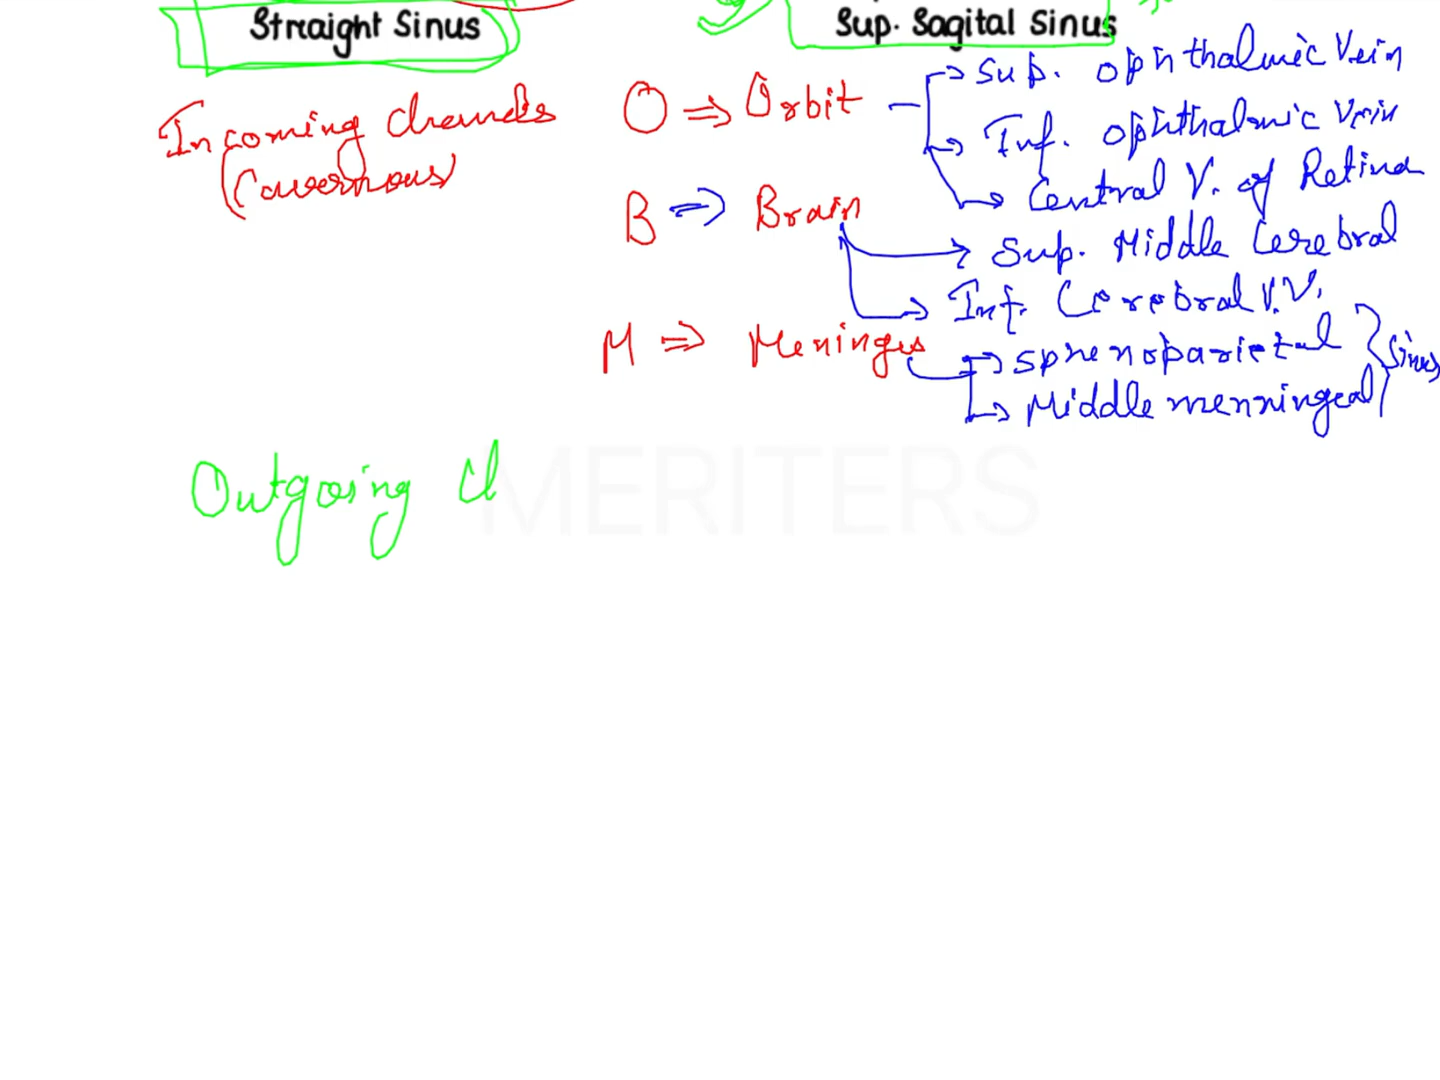 Straight Sinus
Sup. Sagital Sinus
Incoming channels
(Cavernous)
O ⇒ Orbit
Sup. ophthalmic Vein
Inf. ophthalmic Vein
Central V. of Retina
B ⇒ Brain
Sup. Middle Cerebral
Inf. Cerebral V.V.
M ⇒ Meninges
Sphenoparietal
Middle menningeal
} Sinus
Outgoing Ch
MERITERS